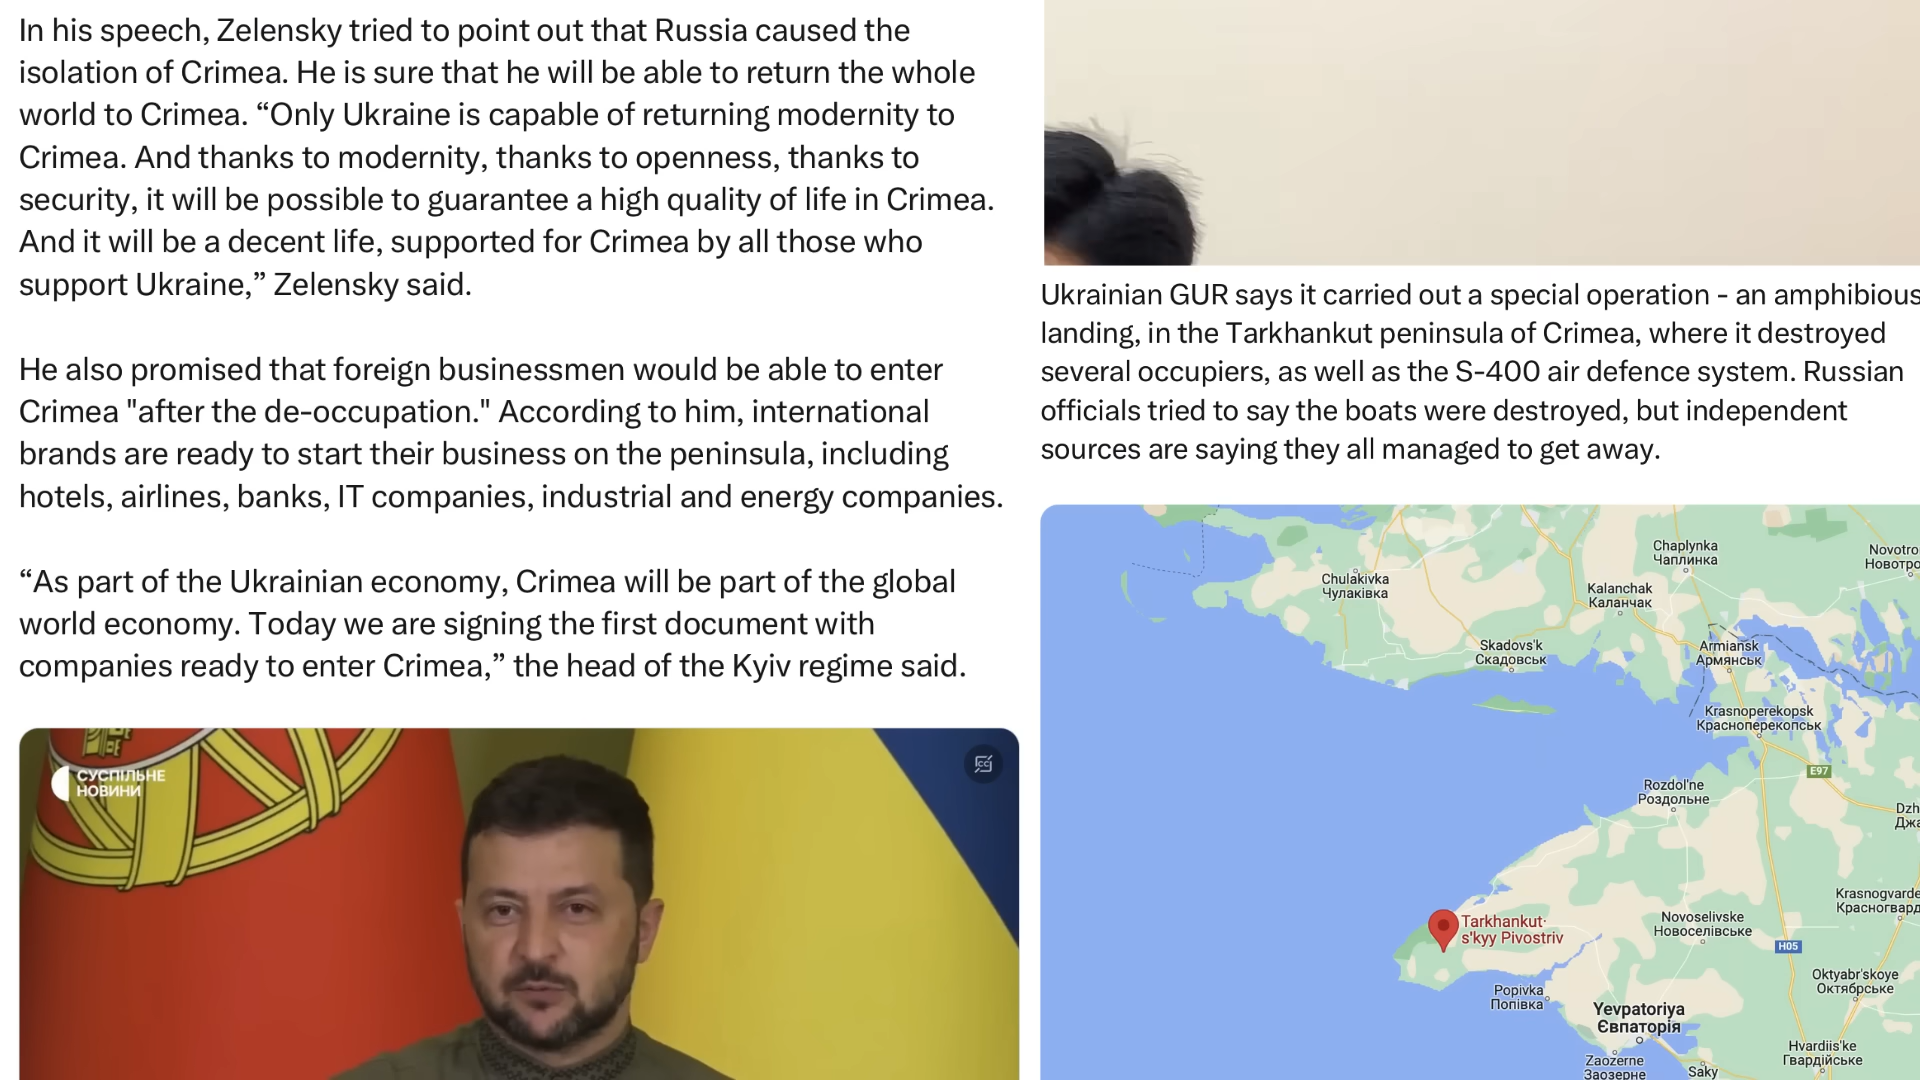 In his speech, Zelensky tried to point out that Russia caused the
isolation of Crimea. He is sure that he will be able to return the whole
world to Crimea. “Only Ukraine is capable of returning modernity to
Crimea. And thanks to modernity, thanks to openness, thanks to
security, it will be possible to guarantee a high quality of life in Crimea.
And it will be a decent life, supported for Crimea by all those who
support Ukraine,” Zelensky said.
He also promised that foreign businessmen would be able to enter
Crimea "after the de-occupation." According to him, international
brands are ready to start their business on the peninsula, including
hotels, airlines, banks, IT companies, industrial and energy companies.
“As part of the Ukrainian economy, Crimea will be part of the global
world economy. Today we are signing the first document with
companies ready to enter Crimea,” the head of the Kyiv regime said.
СУСПІЛЬНЕ
НОВИНИ
CC
Ukrainian GUR says it carried out a special operation - an amphibious
landing, in the Tarkhankut peninsula of Crimea, where it destroyed
several occupiers, as well as the S-400 air defence system. Russian
officials tried to say the boats were destroyed, but independent
sources are saying they all managed to get away.
Chaplynka
Чаплинка
Novotro
Новотро
Chulakivka
Чулаківка
Kalanchak
Каланчак
Skadovs'k
Скадовськ
Armiansk
Армянськ
Krasnoperekopsk
Красноперекопськ
E97
Rozdol'ne
Роздольне
Dzh
Джа
Krasnogvarde
Красногвард
Tarkhankut-
s'kyy Pivostriv
Novoselivske
Новоселівське
H05
Oktyabr'skoye
Октябрське
Popivka
Попівка
Yevpatoriya
Євпаторія
Hvardiis'ke
Гвардійське
Zaozerne
Заозерне
Saky